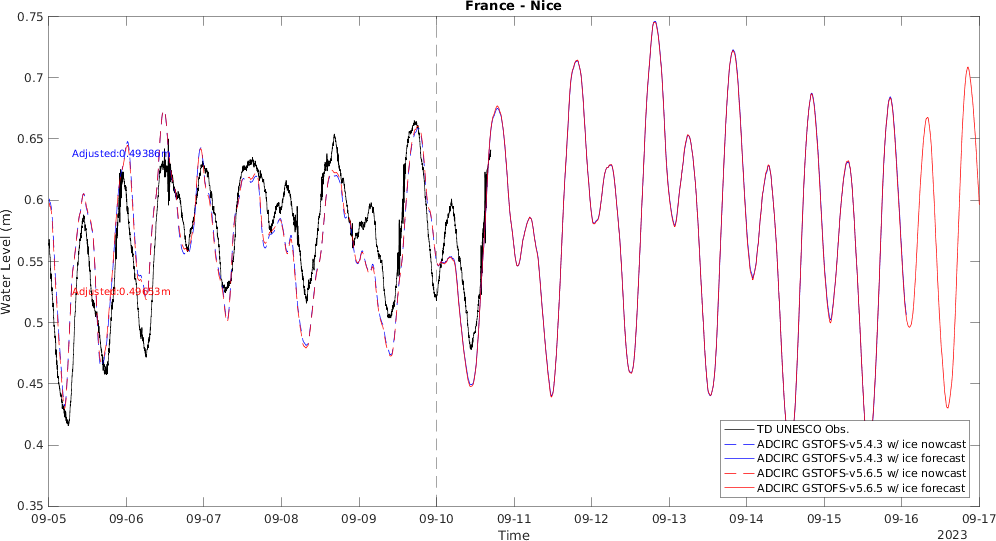 France - Nice
Water Level (m)
0.75
0.7
0.65
0.6
0.55
0.5
0.45
0.4
0.35
Adjusted:0.49386m
Adjusted:0.49653m
TD UNESCO Obs.
ADCIRC GSTOFS-v5.4.3 w/ ice nowcast
ADCIRC GSTOFS-v5.4.3 w/ ice forecast
ADCIRC GSTOFS-v5.6.5 w/ ice nowcast
ADCIRC GSTOFS-v5.6.5 w/ ice forecast
09-05 09-06 09-07 09-08 09-09 09-10 09-11 09-12 09-13 09-14 09-15 09-16 09-17
Time
2023